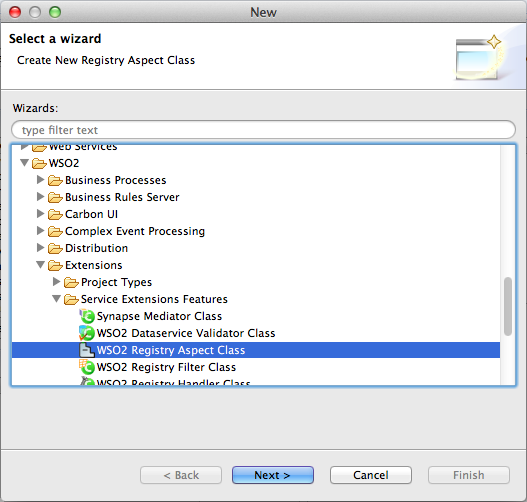 New
Select a wizard
Create New Registry Aspect Class
Wizards:
type filter text
Web Services
WSO2
Business Processes
Business Rules Server
Carbon UI
Complex Event Processing
Distribution
Extensions
Project Types
Service Extensions Features
Synapse Mediator Class
WSO2 Dataservice Validator Class
WSO2 Registry Aspect Class
WSO2 Registry Filter Class
WSO2 Registry Handler Class
< Back
Next >
Cancel
Finish